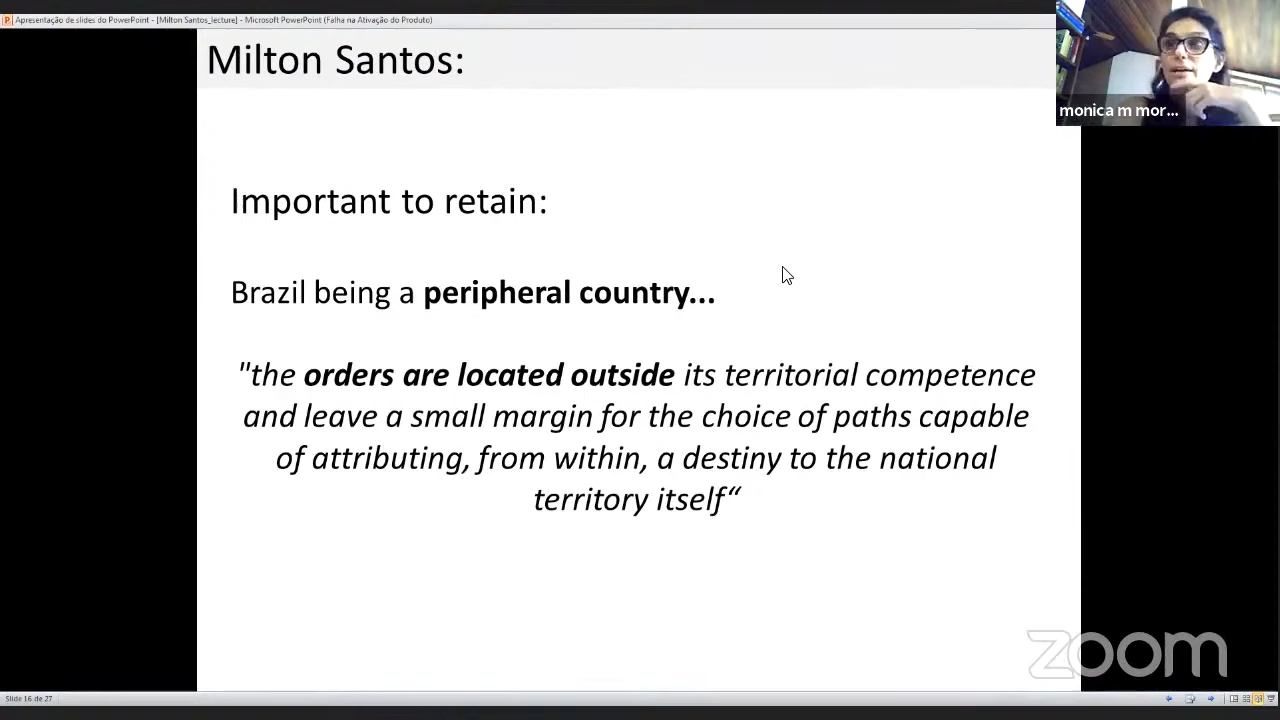 Apresentação de slides do PowerPoint - [Milton Santos_lecture] - Microsoft PowerPoint (Falha na Ativação do Produto)
Milton Santos:
monica m mor...
Important to retain:
Brazil being a peripheral country...
"the orders are located outside its territorial competence
and leave a small margin for the choice of paths capable
of attributing, from within, a destiny to the national
territory itself“
zoom
Slide 16 de 27